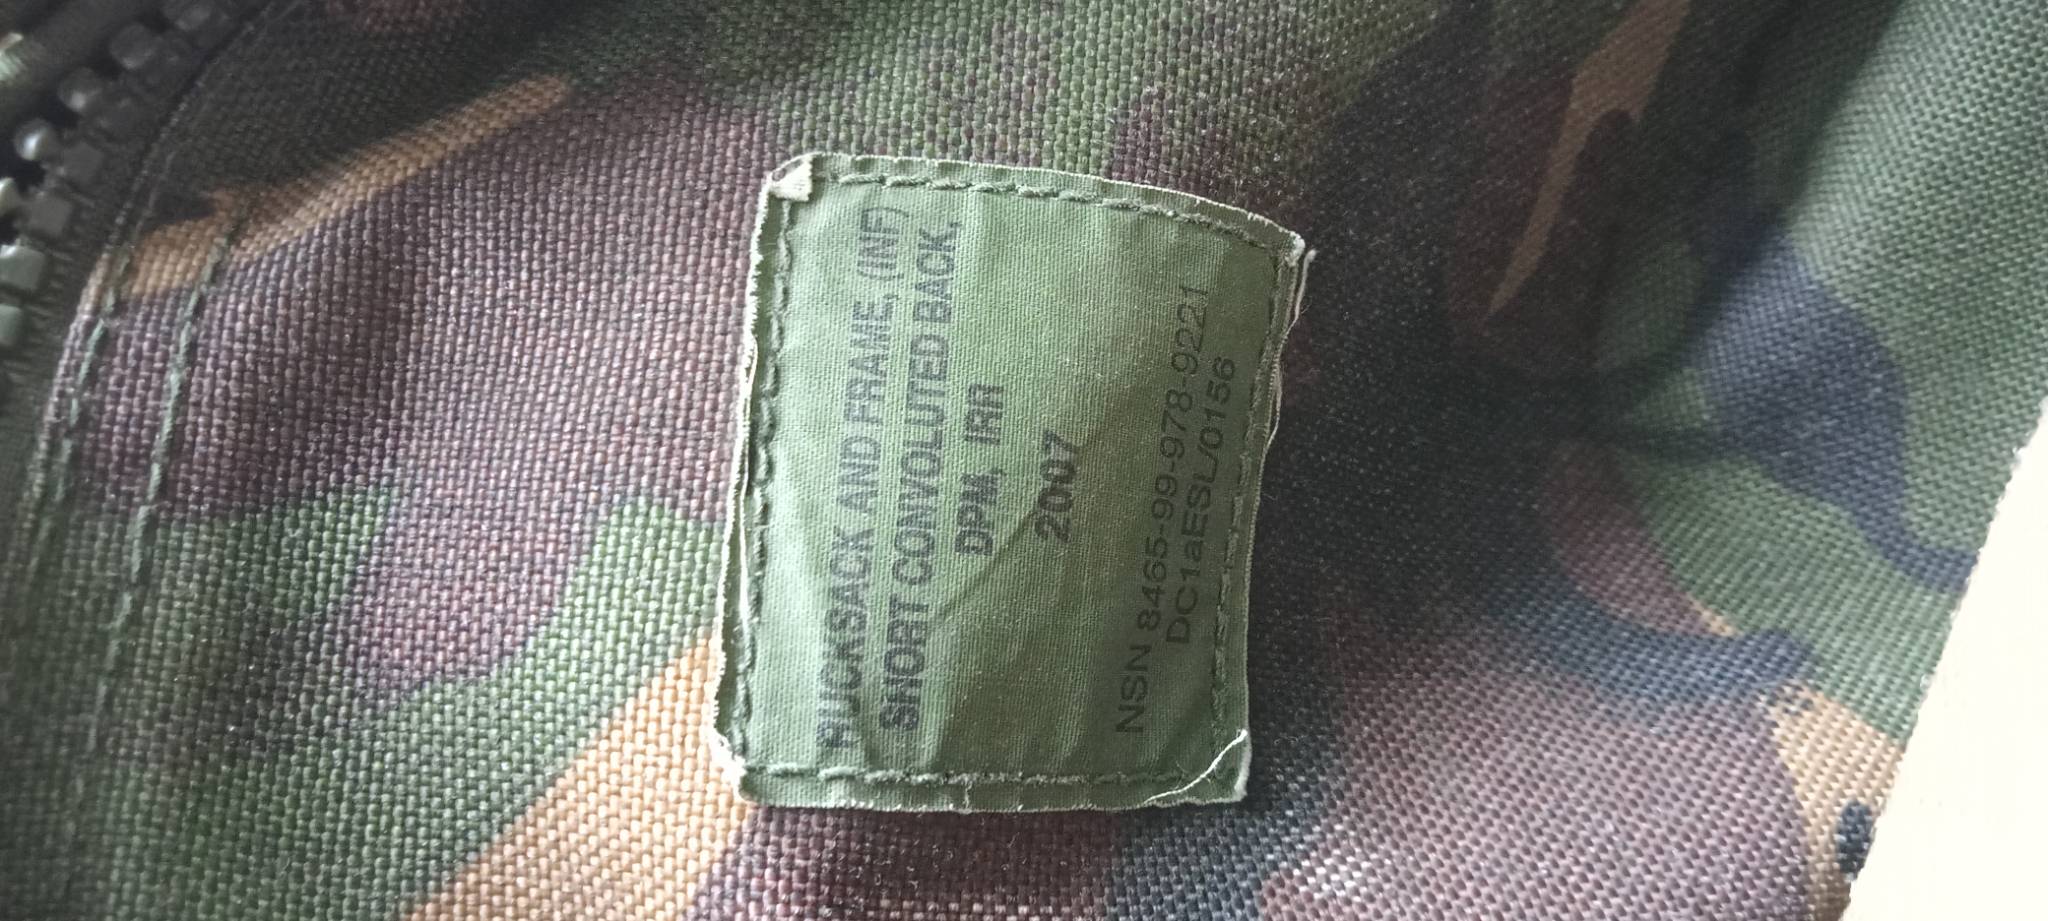 RUCKSACK AND FRAME, (INF)
SHORT CONVOLUTED BACK,
DPM, IRR
2007
NSN 8465-99-978-9221
DC1aESL/0156